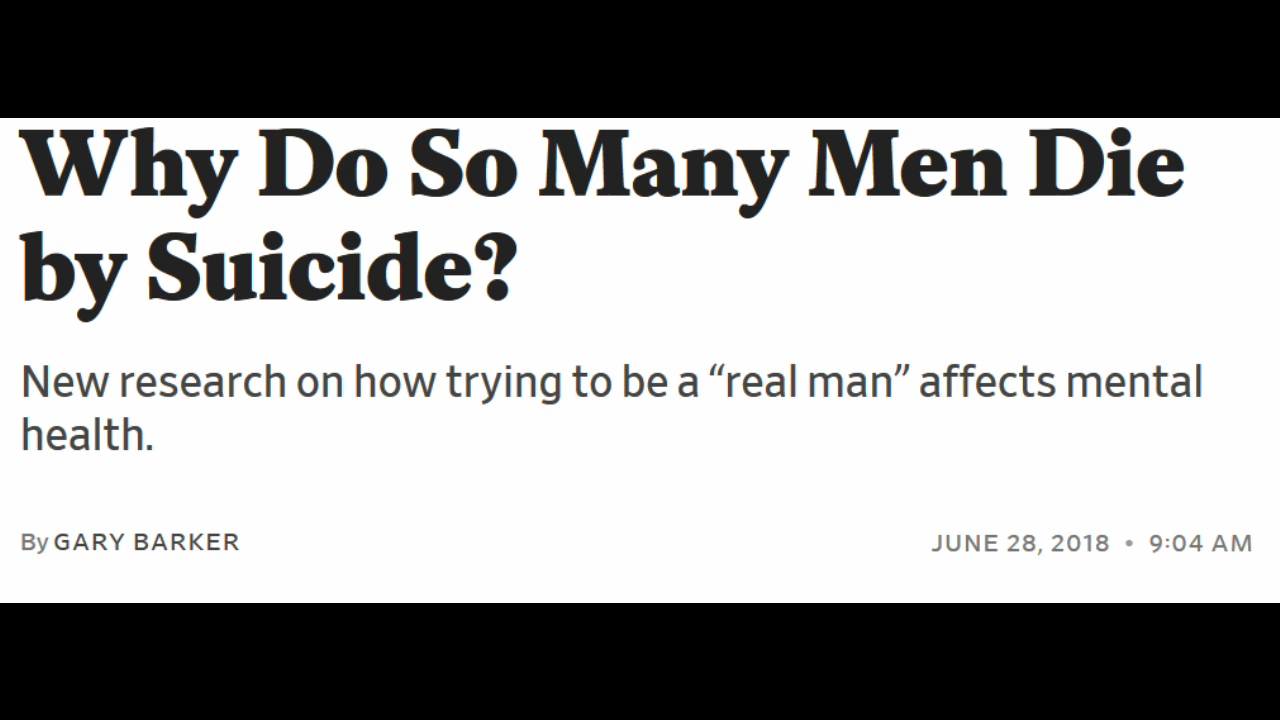 Why Do So Many Men Die
by Suicide?
New research on how trying to be a “real man” affects mental
health.
By GARY BARKER
JUNE 28, 2018 • 9:04 AM